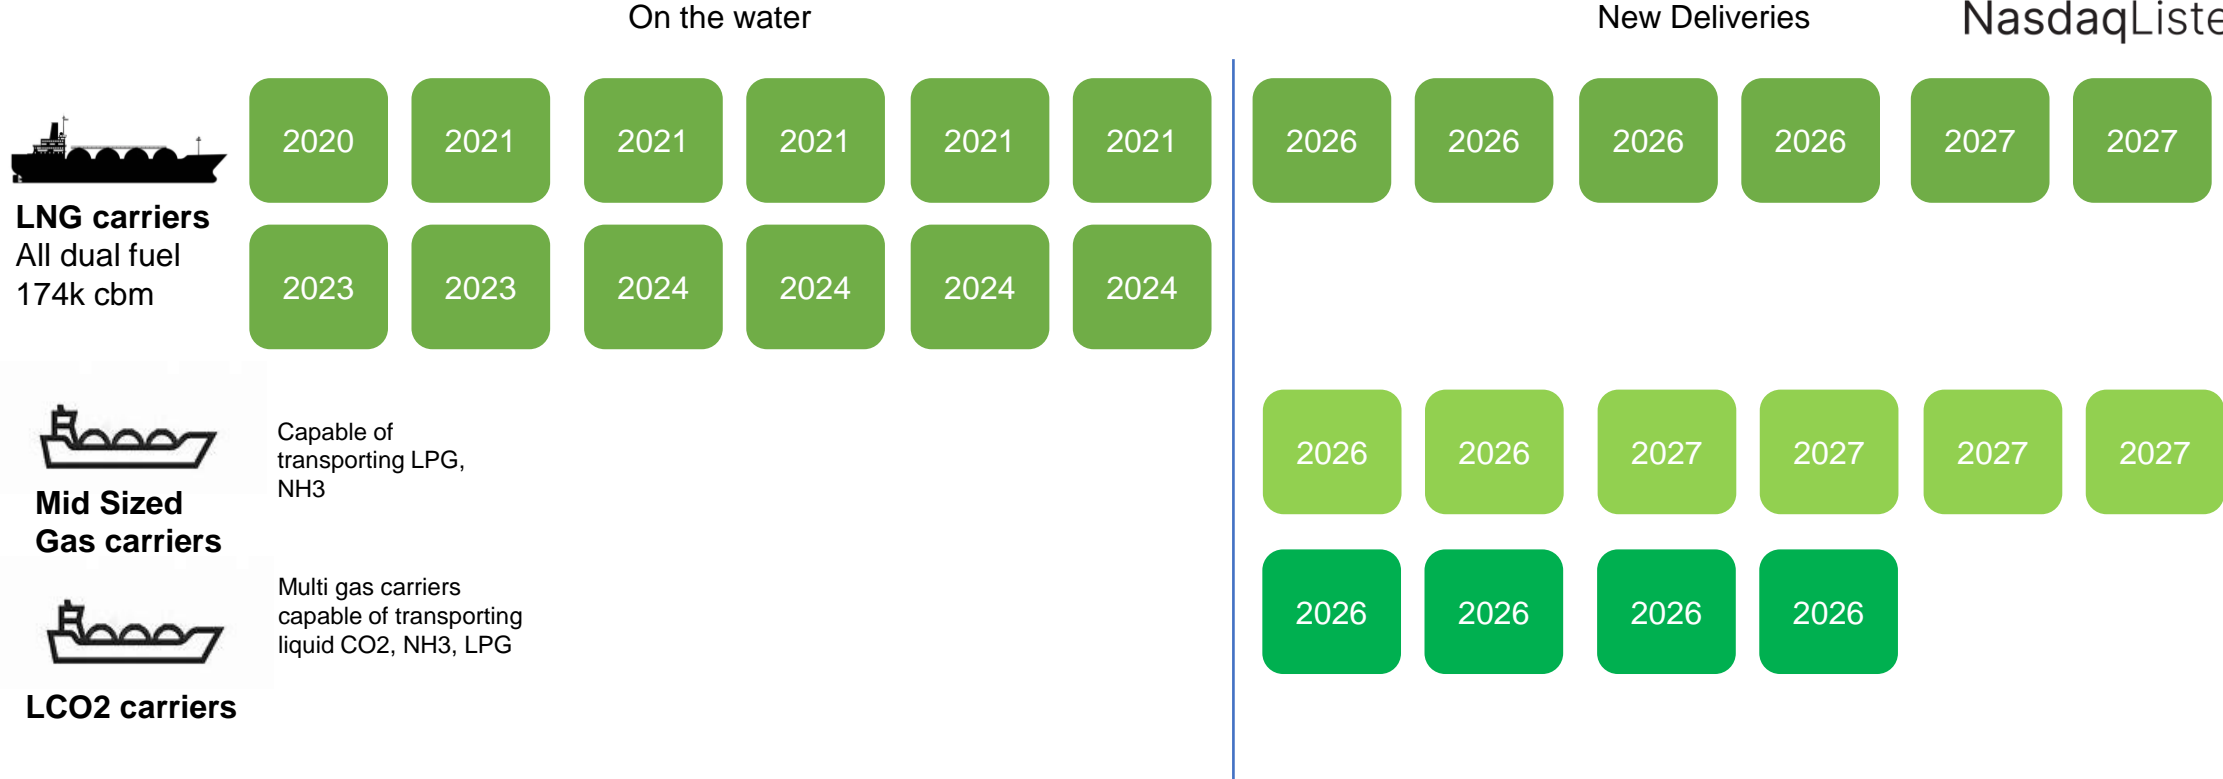 On the water
New Deliveries
NasdaqListe
2020 2021 2021 2021 2021 2021 2026 2026 2026 2026 2027 2027
LNG carriers
All dual fuel
174k cbm
2023 2023 2024 2024 2024 2024
Capable of
transporting LPG,
NH3
Mid Sized
Gas carriers
2026 2026 2027 2027 2027 2027
Multi gas carriers
capable of transporting
liquid CO2, NH3, LPG
2026 2026 2026 2026
LCO2 carriers